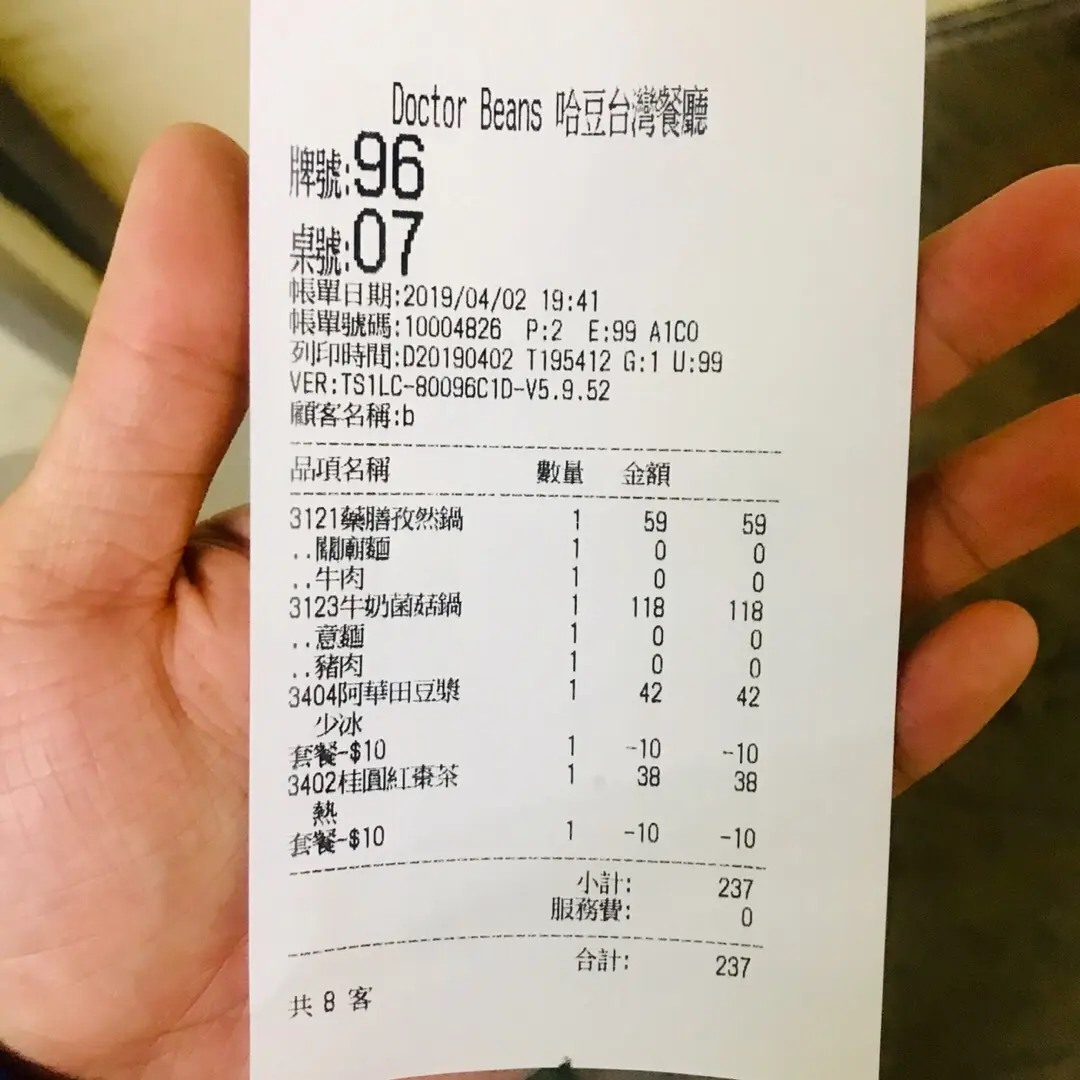 Doctor Beans 哈豆台灣餐廳
牌號:96
桌號:07
帳單日期:2019/04/02 19:41
帳單號碼:10004826 P:2 E:99 A1C0
列印時間:D20190402 T195412 G:1 U:99
VER:TS1LC-80096C1D-V5.9.52
顧客名稱:b
品項名稱 數量 金額
3121藥膳孜然鍋 1 59 59
..關廟麵 1 0 0
..牛肉 1 0 0
3123牛奶菌菇鍋 1 118 118
..意麵 1 0 0
..豬肉 1 0 0
3404阿華田豆漿 1 42 42
少冰
套餐-$10 1 -10 -10
3402桂圓紅棗茶 1 38 38
熱
套餐-$10 1 -10 -10
小計: 237
服務費: 0
合計: 237
共 8 客